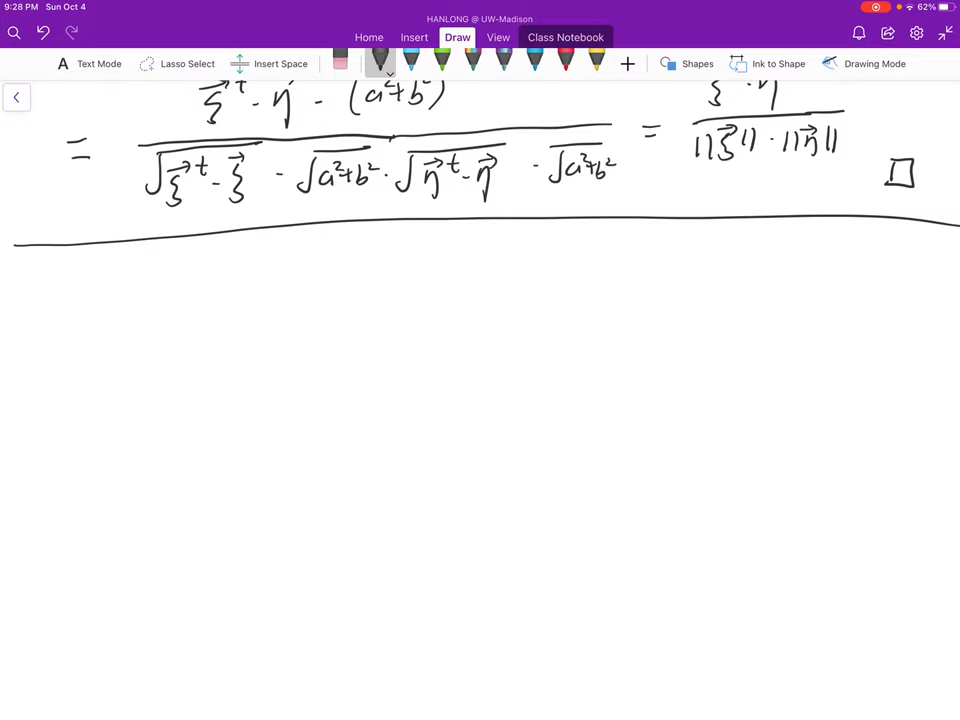 9:28 PM Sun Oct 4 62%
HANLONG @ UW-Madison
Home Insert Draw View Class Notebook
Text Mode Lasso Select Insert Space Shapes Ink to Shape Drawing Mode
= (ξ⃗ᵗ · η⃗ · (a²+b²)) / (√(ξ⃗ᵗ · ξ⃗) · √(a²+b²) · √(η⃗ᵗ · η⃗) · √(a²+b²)) = (ξ · η) / (||ξ⃗|| · ||η⃗||) □